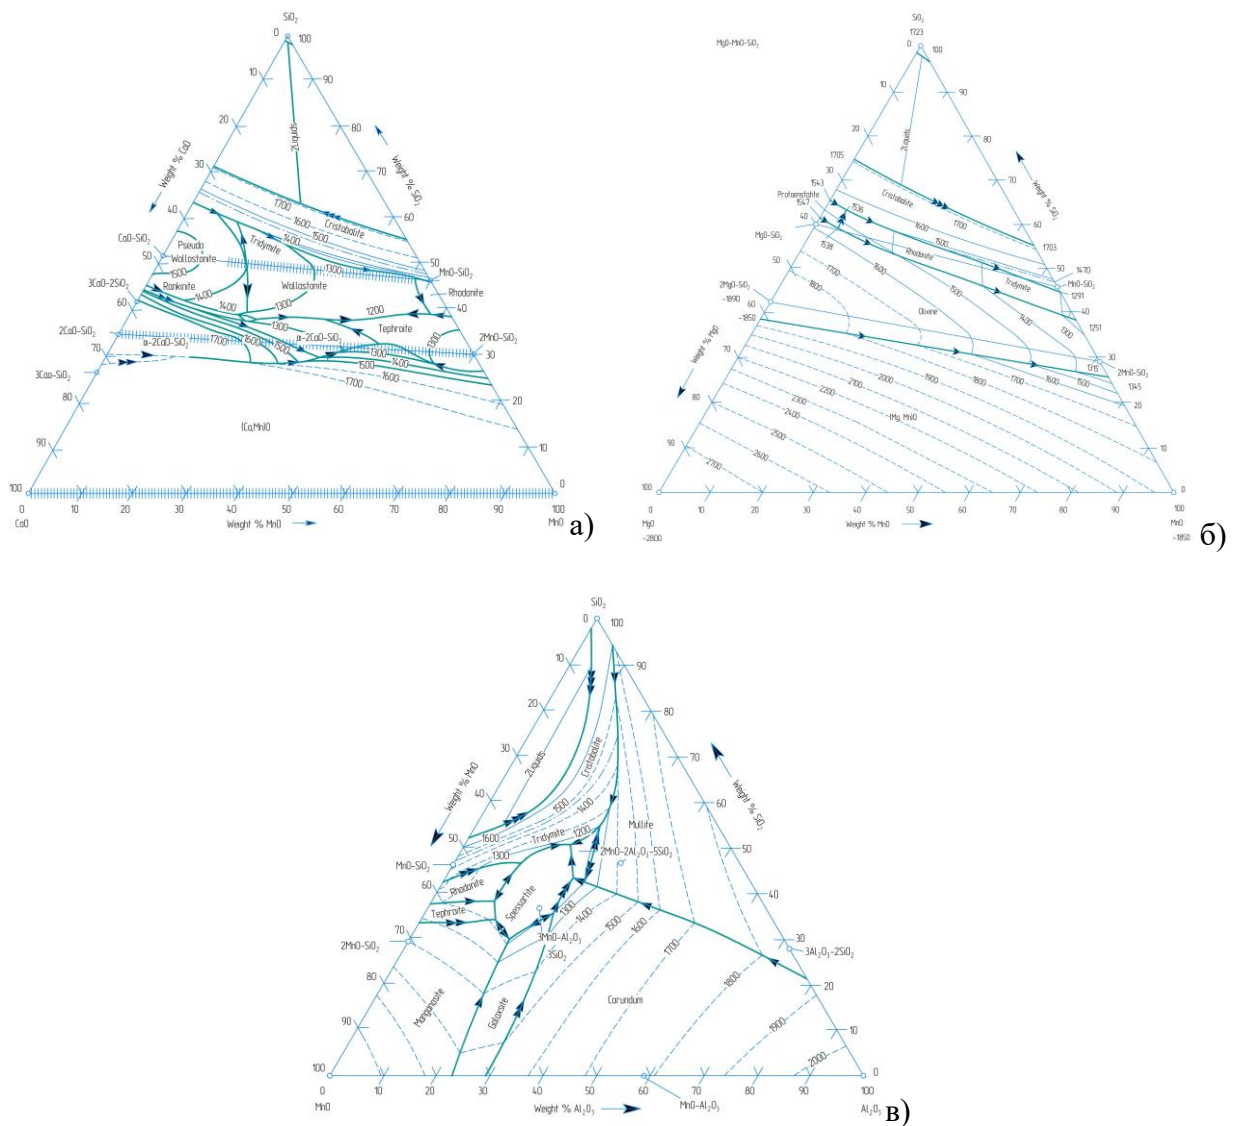 SiO₂
0
100
10
90
20
80
30
70
40
60
50
50
60
40
70
30
80
20
90
10
100
0
Weight % CaO
Weight % SiO₂
2Liquids
1700
1600
1500
1400
1300
Cristobalite
Tridymite
CaO-SiO₂
Pseudo
Wallastonite
1500
1400
Rankinite
3CaO-2SiO₂
Wallastonite
MnO-SiO₂
Rhodonite
1400
1300
1300
1200
Tephroite
1300
2CaO-SiO₂
α-2CaO-SiO₂
1700
1600
1500
α-2CaO-SiO₂
1300
1400
1500
1600
1700
2MnO-SiO₂
3CaO-SiO₂
(Ca,Mn)O
0
10
20
30
40
50
60
70
80
90
100
CaO
Weight % MnO
MnO
а)
MgO-MnO-SiO₂
SiO₂
1723
0
100
10
90
20
80
30
70
40
60
50
50
60
40
70
30
80
20
90
10
100
0
Weight % MgO
Weight % SiO₂
2Liquids
1705
1543
Protoenstatite
1547
1536
1538
MgO-SiO₂
Cristobalite
1700
1600
1500
1703
Rhodonite
Tridymite
1470
MnO-SiO₂
1291
1251
1300
1400
1500
1600
1700
1800
Olivine
2MgO-SiO₂
~1890
~1850
1315
2MnO-SiO₂
1345
1500
1600
1700
1800
1900
2000
2100
2200
2300
2400
2500
2600
2700
(Mg, Mn)O
0
10
20
30
40
50
60
70
80
90
100
MgO
Weight % MnO
MnO
~2800
~1850
б)
SiO₂
0
100
10
90
20
80
30
70
40
60
50
50
60
40
70
30
80
20
90
10
100
0
Weight % MnO
Weight % SiO₂
2Liquids
Cristobalite
1600
1500
1400
Tridymite
1200
1300
Mullite
2MnO-2Al₂O₃-5SiO₂
MnO-SiO₂
Rhodonite
Tephroite
Spessartite
2MnO-SiO₂
3MnO-Al₂O₃
3SiO₂
1300
1400
1500
1600
1700
1800
1900
2000
3Al₂O₃-2SiO₂
Manganosite
Galaxsite
Corundum
0
10
20
30
40
50
60
70
80
90
100
MnO
Weight % Al₂O₃
MnO-Al₂O₃
Al₂O₃
в)